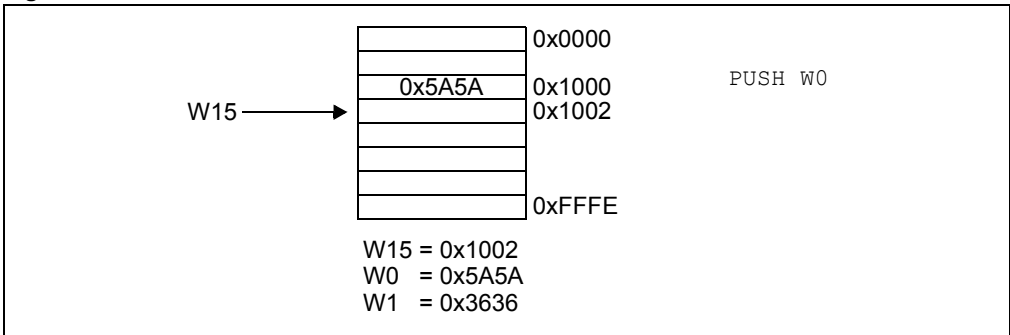 0x0000
0x5A5A 0x1000 PUSH W0
W15 0x1002
0xFFFE
W15 = 0x1002
W0 = 0x5A5A
W1 = 0x3636